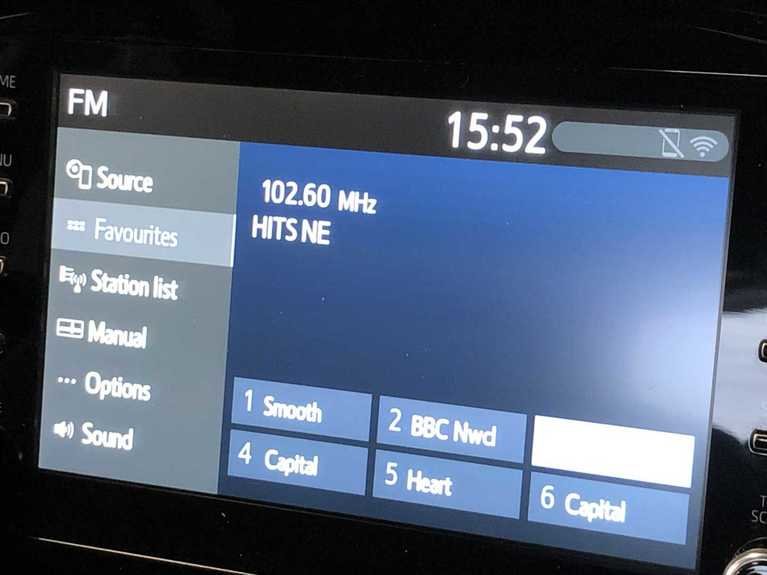 FM
15:52
Source
Favourites
Station list
Manual
Options
Sound
102.60 MHz
HITS NE
1 Smooth
2 BBC Nwcl
4 Capital
5 Heart
6 Capital